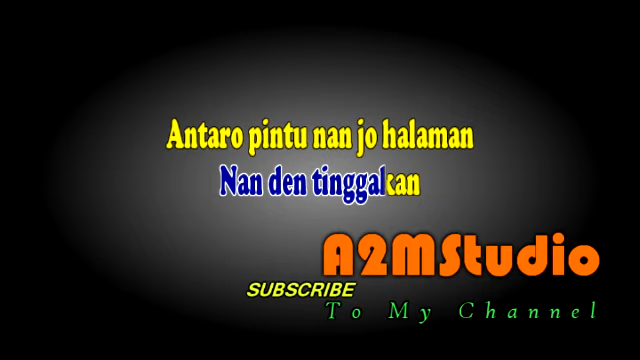 Antaro pintu nan jo halaman
Nan den tinggalkan
A2MStudio
SUBSCRIBE
To My Channel